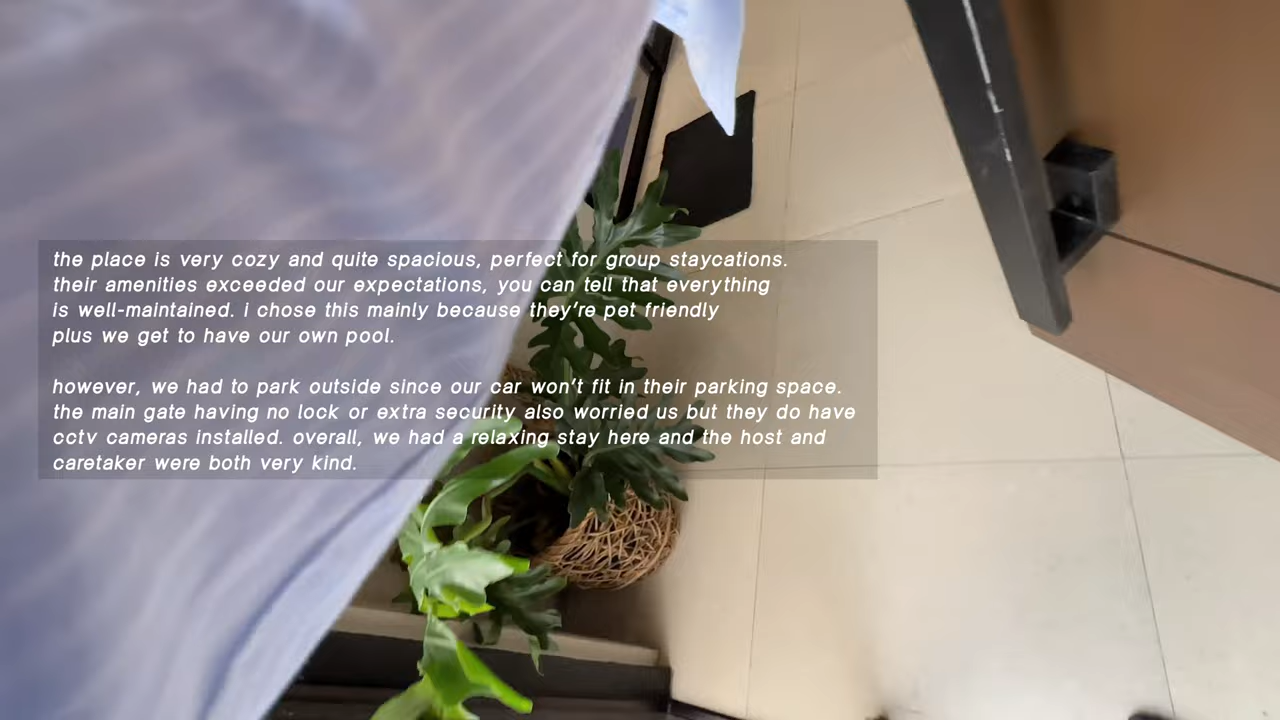 the place is very cozy and quite spacious, perfect for group staycations.
their amenities exceeded our expectations, you can tell that everything
is well-maintained. i chose this mainly because they're pet friendly
plus we get to have our own pool.
however, we had to park outside since our car won't fit in their parking space.
the main gate having no lock or extra security also worried us but they do have
cctv cameras installed. overall, we had a relaxing stay here and the host and
caretaker were both very kind.